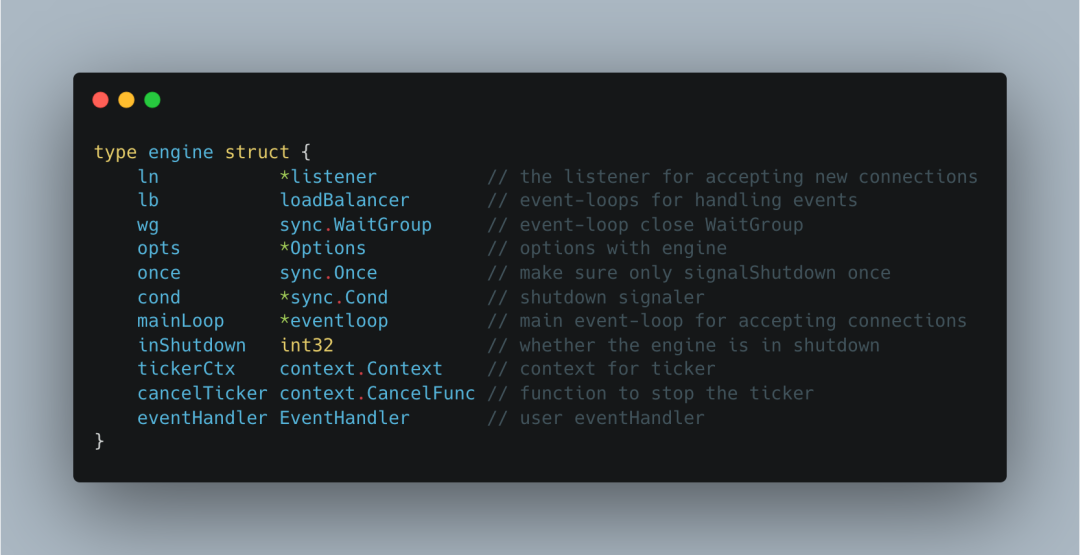 type engine struct {
    ln           *listener          // the listener for accepting new connections
    lb           loadBalancer       // event-loops for handling events
    wg           sync.WaitGroup     // event-loop close WaitGroup
    opts         *Options           // options with engine
    once         sync.Once          // make sure only signalShutdown once
    cond         *sync.Cond         // shutdown signaler
    mainLoop     *eventloop         // main event-loop for accepting connections
    inShutdown   int32              // whether the engine is in shutdown
    tickerCtx    context.Context    // context for ticker
    cancelTicker context.CancelFunc // function to stop the ticker
    eventHandler EventHandler       // user eventHandler
}